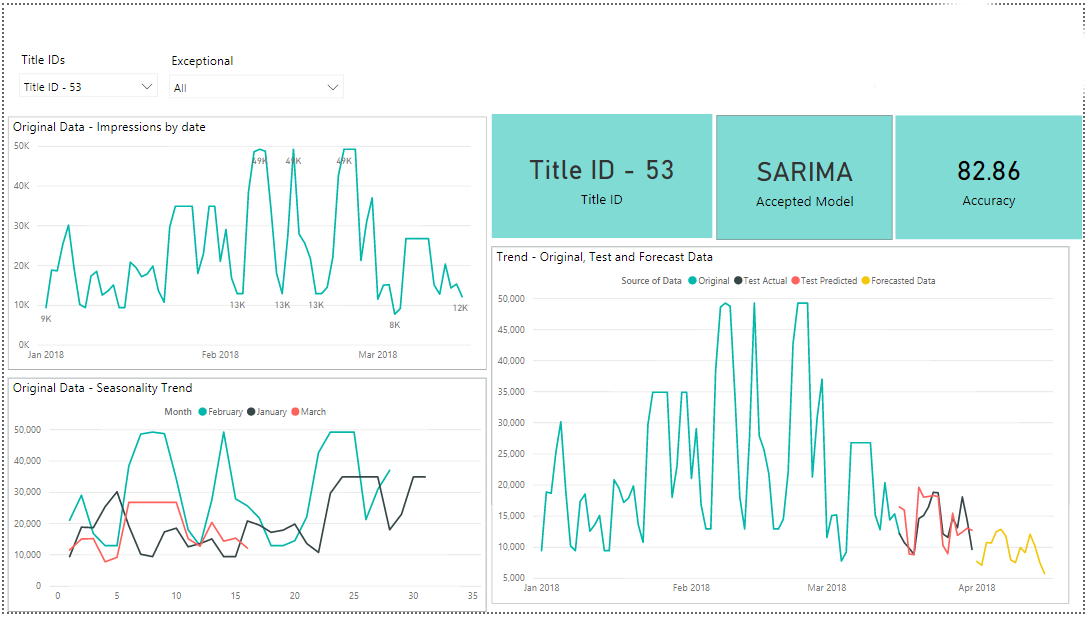 Title IDs
Exceptional
Title ID - 53
All
Original Data - Impressions by date
50K
40K
30K
20K
10K
0K
49K
49K
49K
9K
13K
13K
13K
8K
12K
Jan 2018
Feb 2018
Mar 2018
Title ID - 53
Title ID
SARIMA
Accepted Model
82.86
Accuracy
Original Data - Seasonality Trend
Month February January March
50,000
40,000
30,000
20,000
10,000
0
0 5 10 15 20 25 30 35
Trend - Original, Test and Forecast Data
Source of Data Original Test Actual Test Predicted Forecasted Data
50,000
45,000
40,000
35,000
30,000
25,000
20,000
15,000
10,000
5,000
Jan 2018 Feb 2018 Mar 2018 Apr 2018